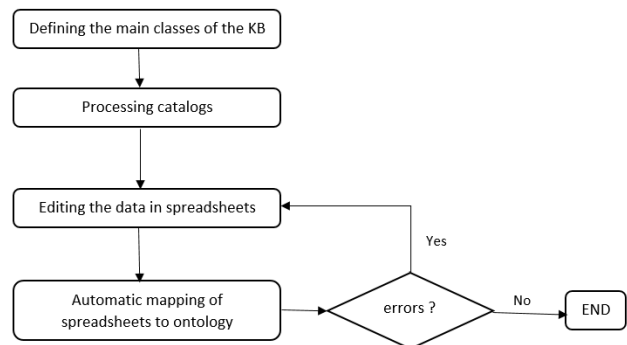 Defining the main classes of the KB
Processing catalogs
Editing the data in spreadsheets
Yes
Automatic mapping of
spreadsheets to ontology
errors ?
No
END